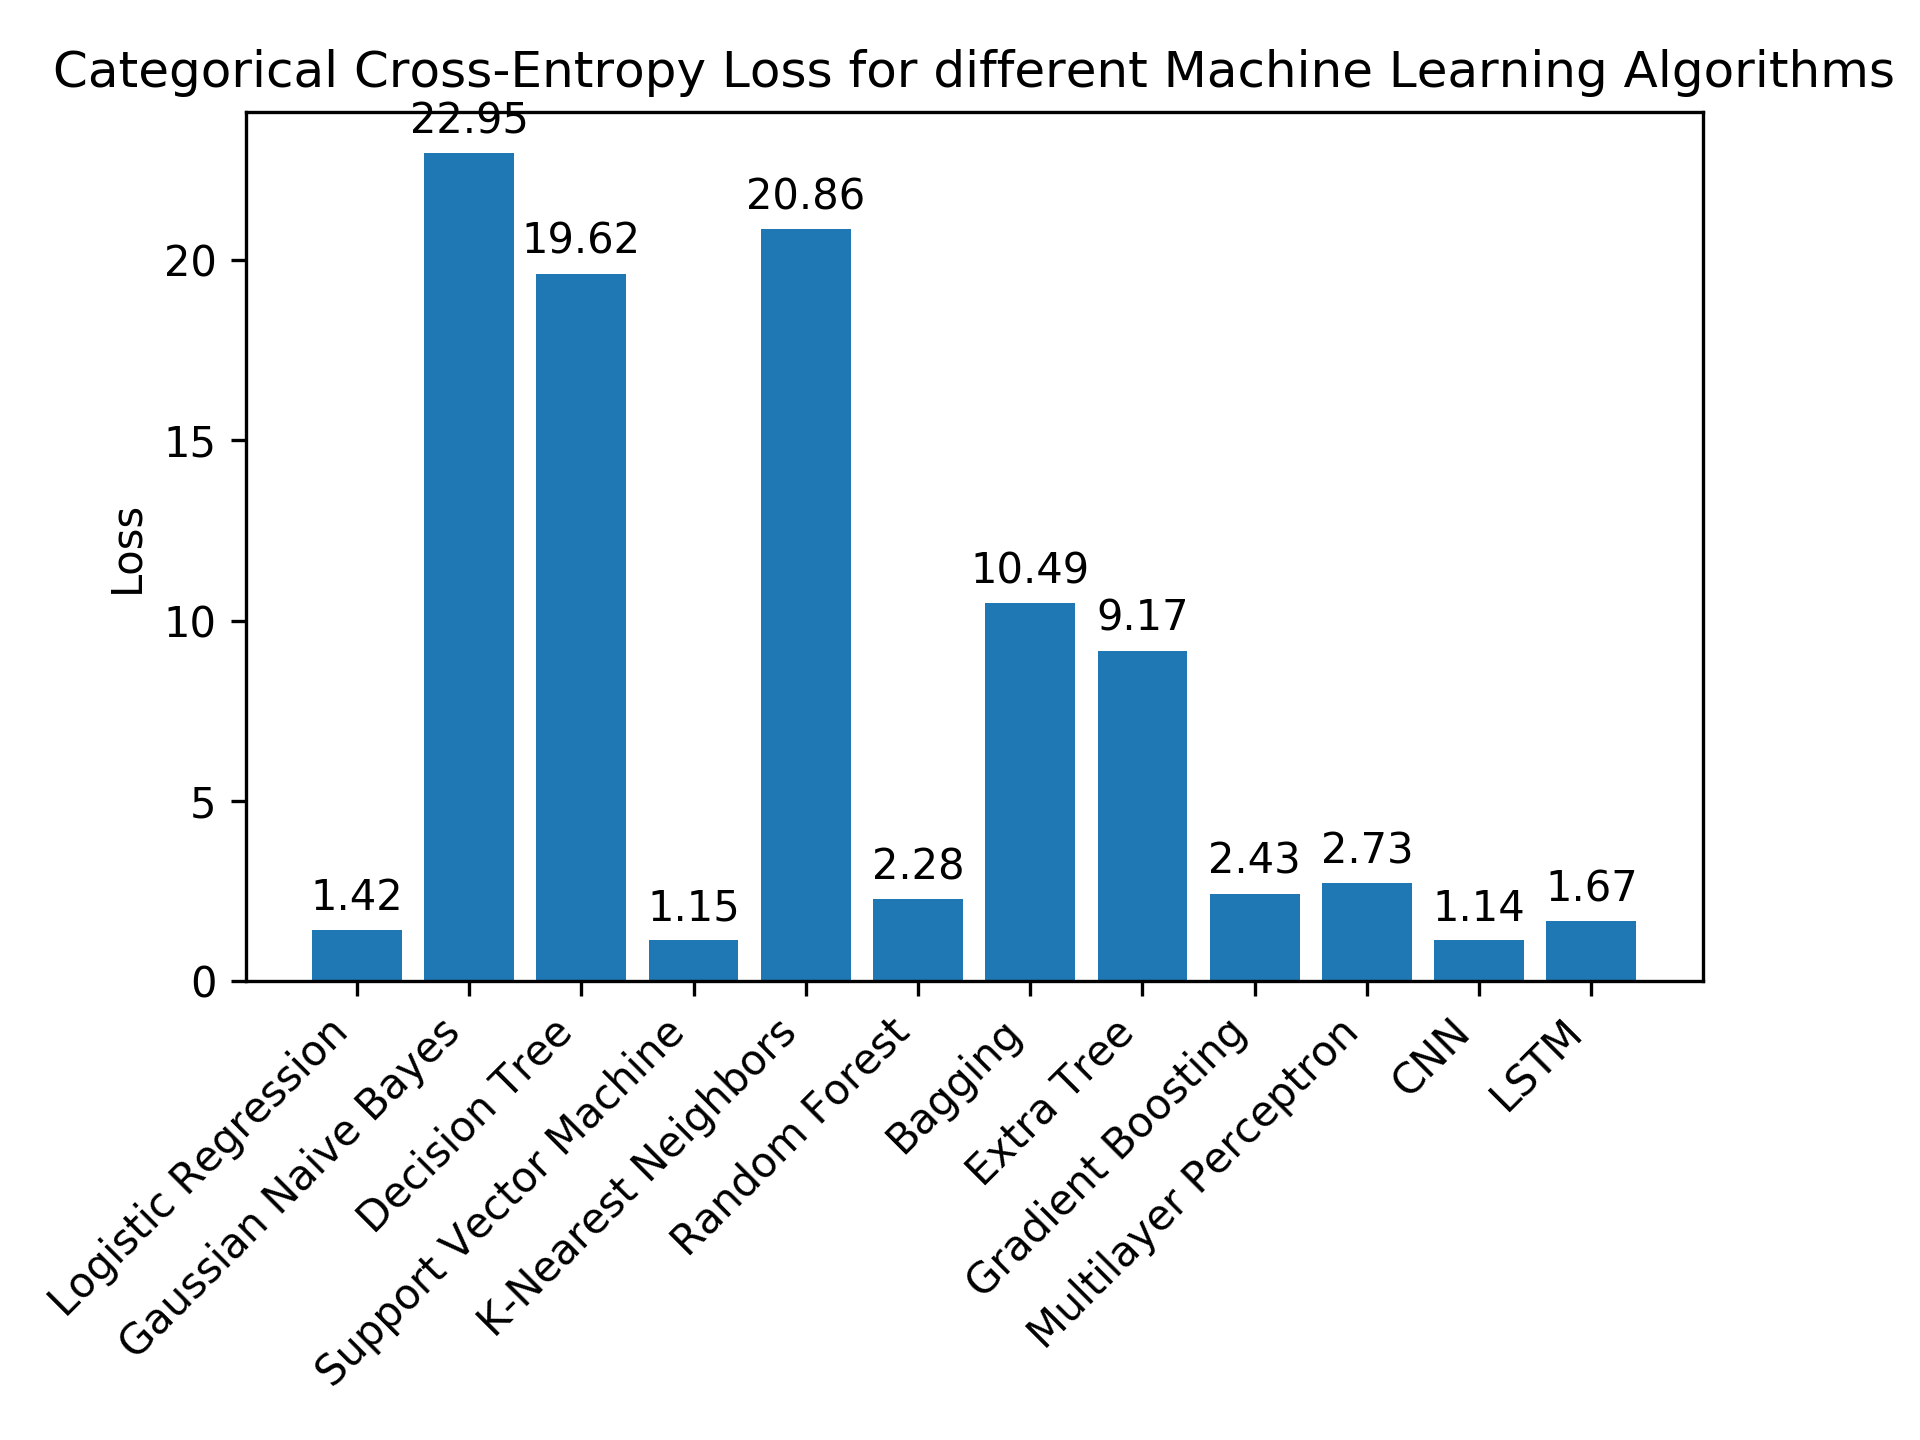 Categorical Cross-Entropy Loss for different Machine Learning Algorithms
22.95
20.86
19.62
20
15
Loss
10.49
9.17
10
5
2.73
2.43
2.28
1.67
1.42
1.15
1.14
0
Logistic Regression
Gaussian Naive Bayes
Decision Tree
Support Vector Machine
K-Nearest Neighbors
Random Forest
Bagging
Extra Tree
Gradient Boosting
Multilayer Perceptron
CNN
LSTM